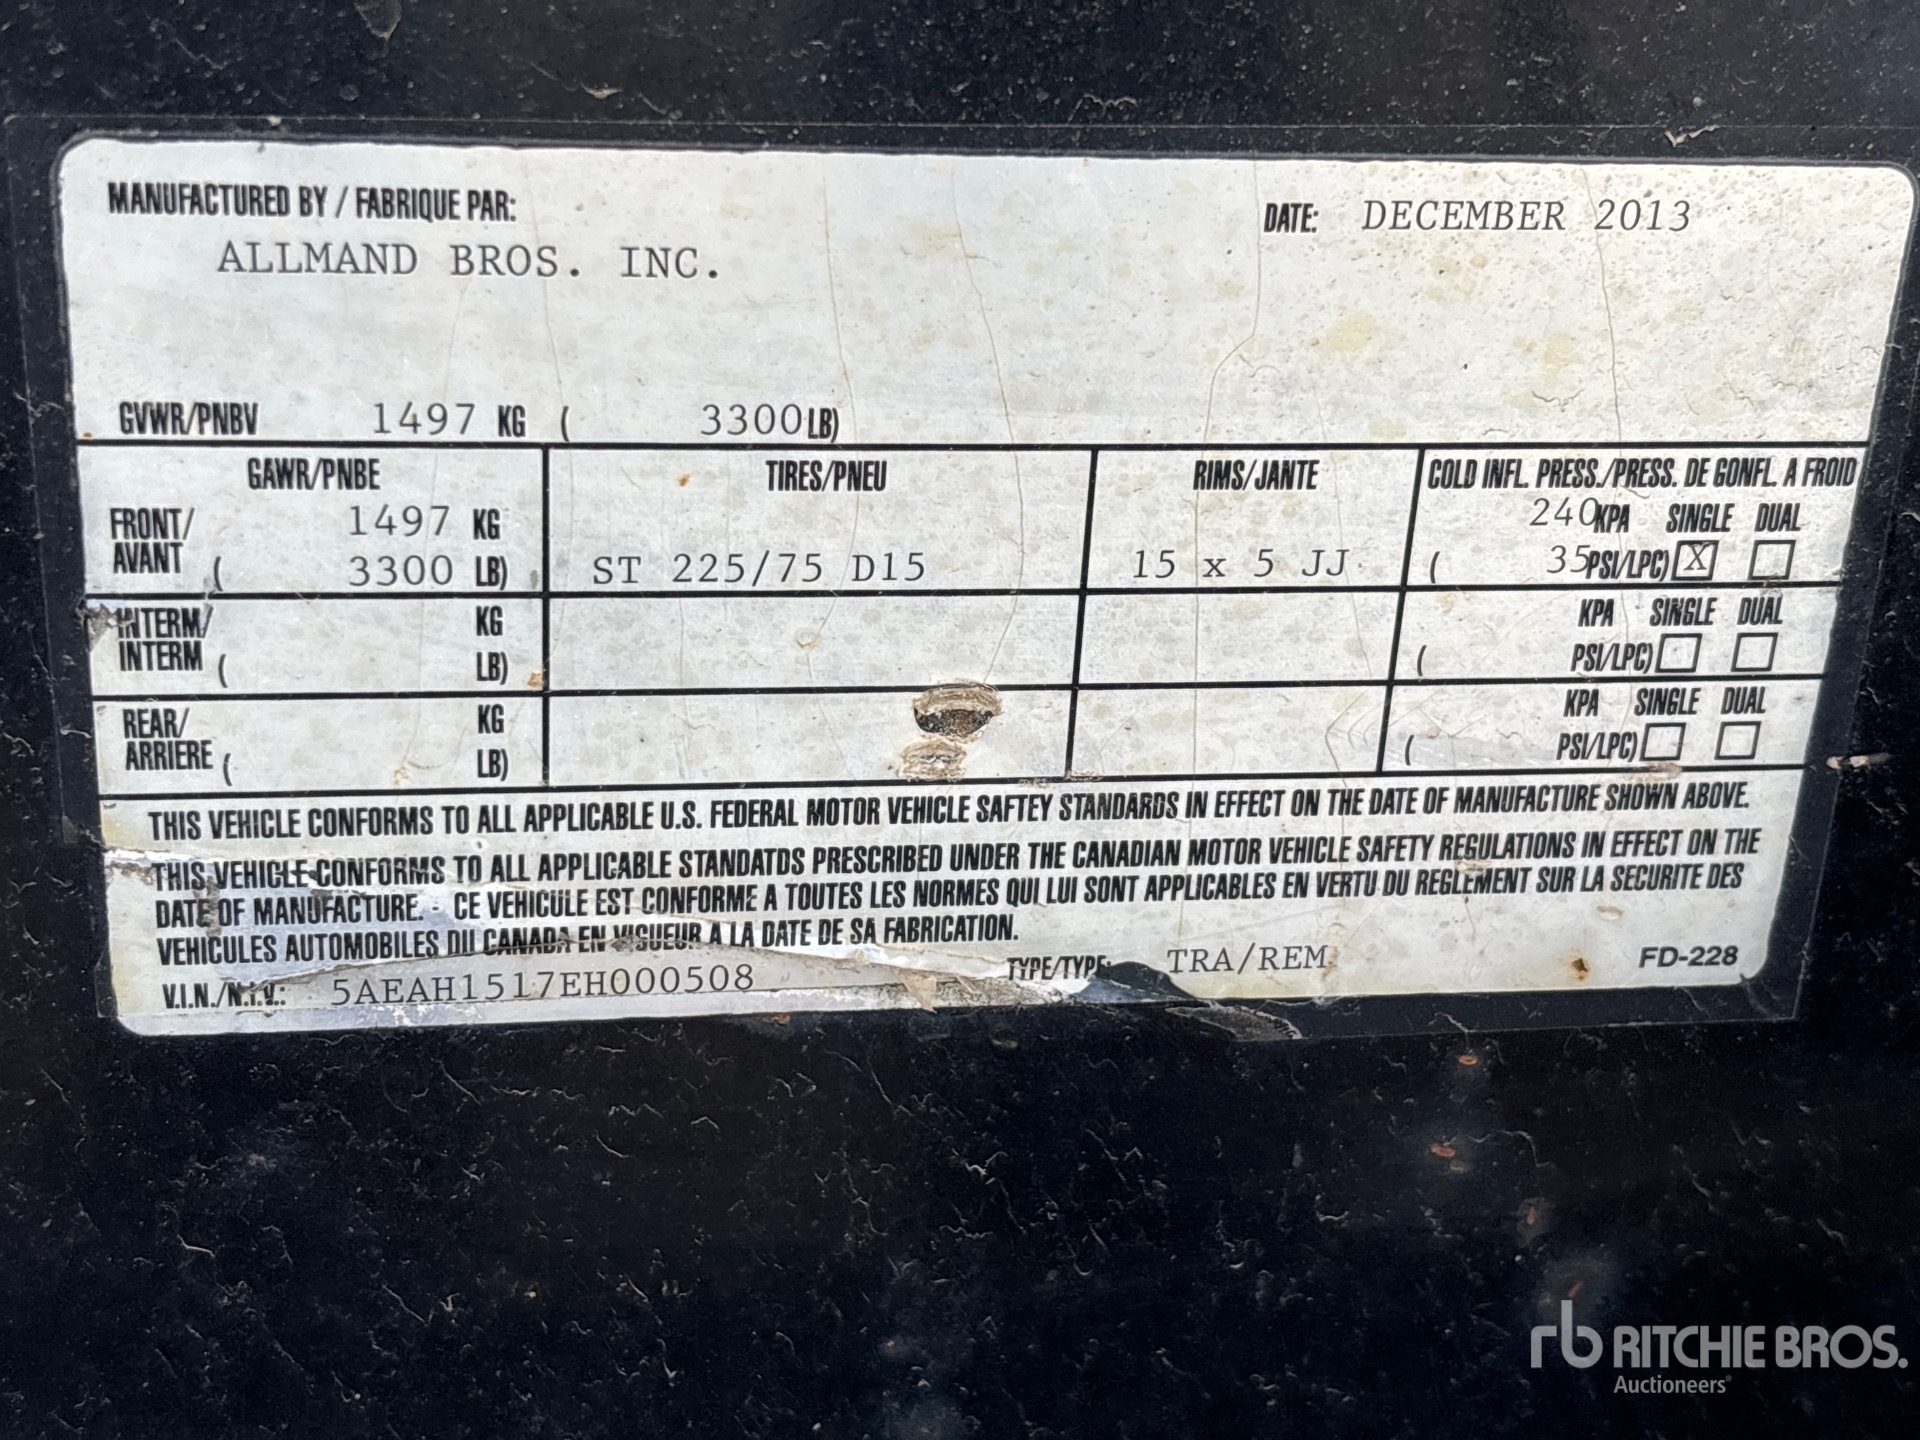 MANUFACTURED BY / FABRIQUE PAR:
ALLMAND BROS. INC.
DATE: DECEMBER 2013
GVWR/PNBV 1497 KG ( 3300 LB)
GAWR/PNBE TIRES/PNEU RIMS/JANTE COLD INFL. PRESS./PRESS. DE GONFL. A FROID
FRONT/ 1497 KG 240 KPA SINGLE DUAL
AVANT ( 3300 LB) ST 225/75 D15 15 x 5 JJ ( 35 PSI/LPC) X
INTERM/ KG KPA SINGLE DUAL
INTERM ( LB) ( PSI/LPC)
REAR/ KG KPA SINGLE DUAL
ARRIERE ( LB) ( PSI/LPC)
THIS VEHICLE CONFORMS TO ALL APPLICABLE U.S. FEDERAL MOTOR VEHICLE SAFTEY STANDARDS IN EFFECT ON THE DATE OF MANUFACTURE SHOWN ABOVE.
THIS VEHICLE CONFORMS TO ALL APPLICABLE STANDATDS PRESCRIBED UNDER THE CANADIAN MOTOR VEHICLE SAFETY REGULATIONS IN EFFECT ON THE
DATE OF MANUFACTURE. - CE VEHICULE EST CONFORME A TOUTES LES NORMES QUI LUI SONT APPLICABLES EN VERTU DU REGLEMENT SUR LA SECURITE DES
VEHICULES AUTOMOBILES DU CANADA EN VIGUEUR A LA DATE DE SA FABRICATION.
V.I.N./N.I.V.: 5AEAH1517EH000508 TYPE/TYPE: TRA/REM FD-228
rb RITCHIE BROS.
Auctioneers